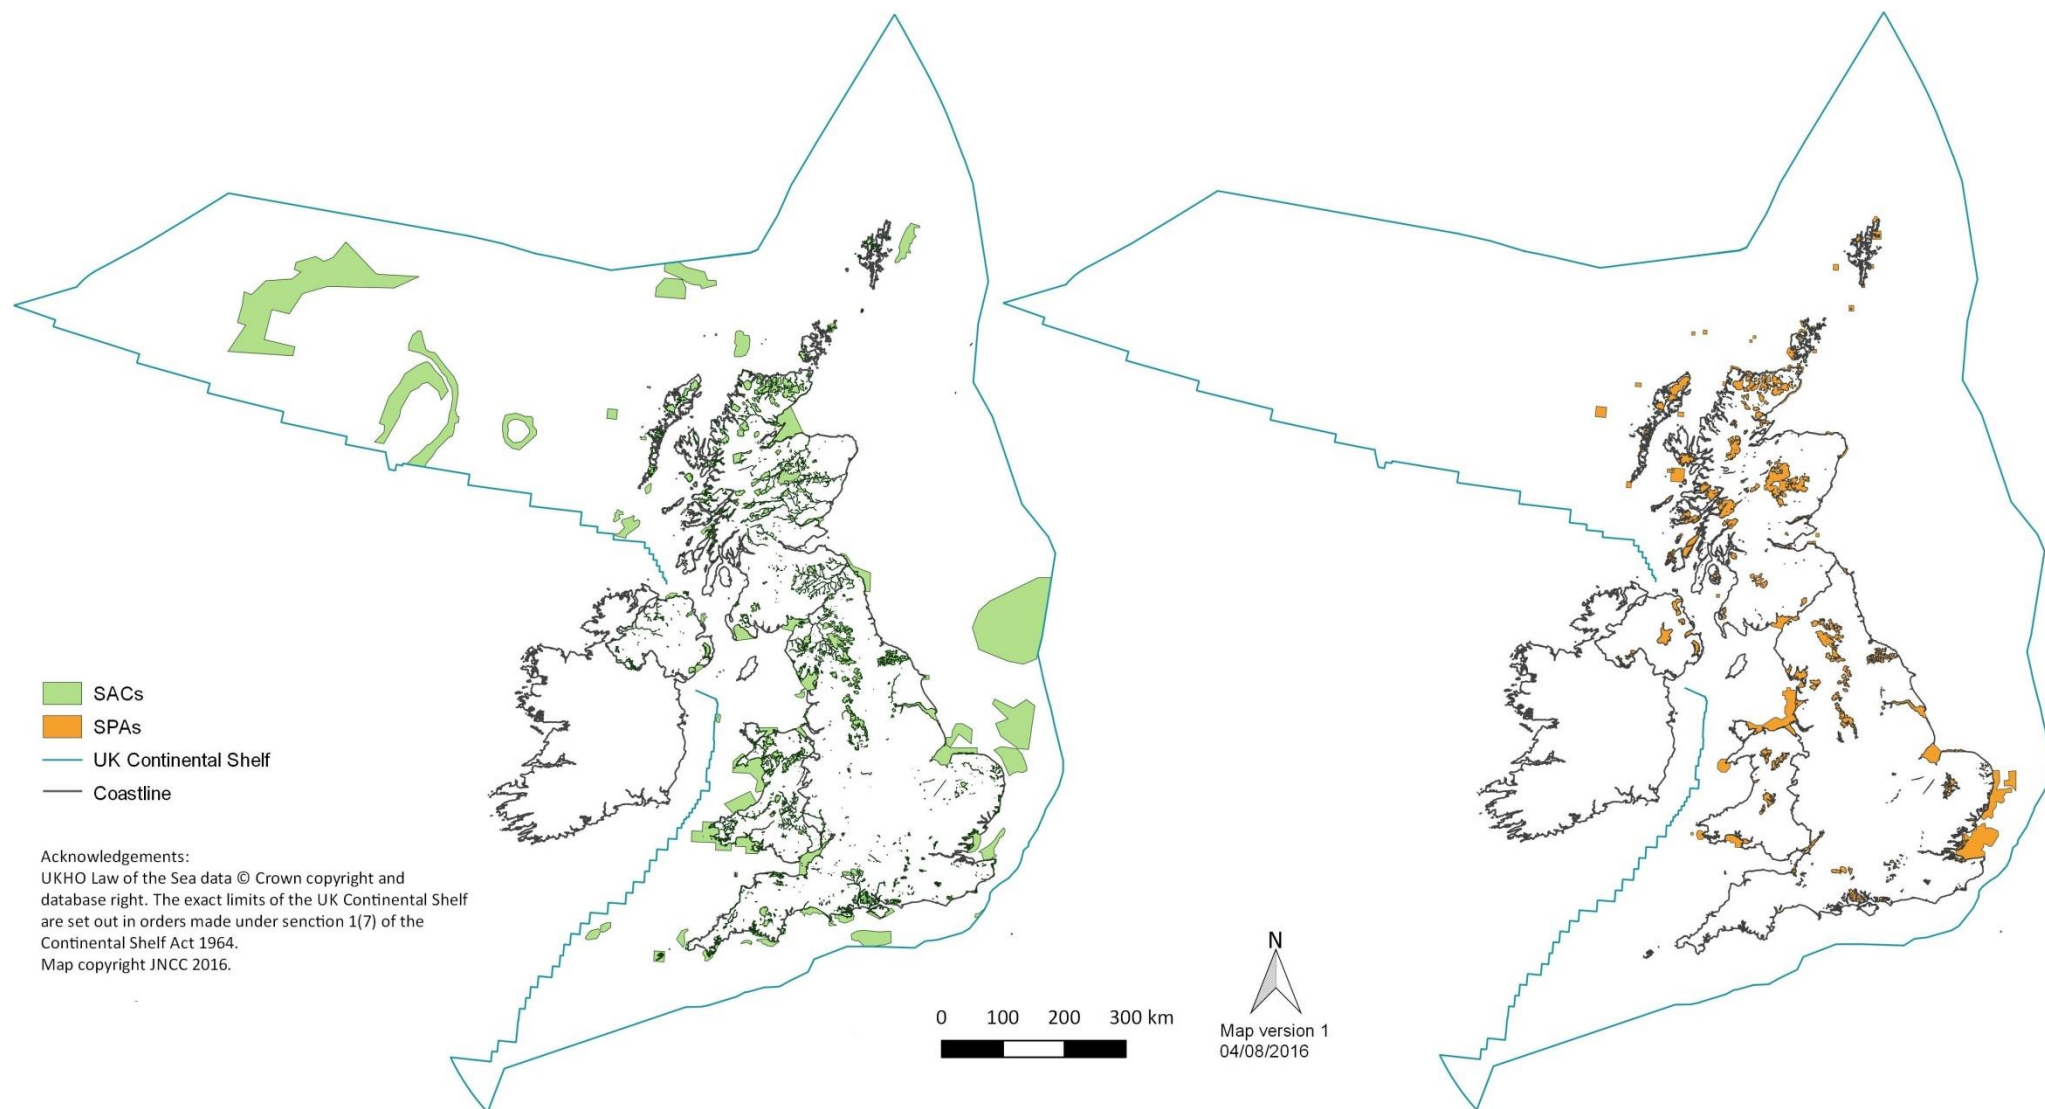 SACs
SPAs
UK Continental Shelf
Coastline
Acknowledgements:
UKHO Law of the Sea data © Crown copyright and
database right. The exact limits of the UK Continental Shelf
are set out in orders made under senction 1(7) of the
Continental Shelf Act 1964.
Map copyright JNCC 2016.
0 100 200 300 km
N
Map version 1
04/08/2016